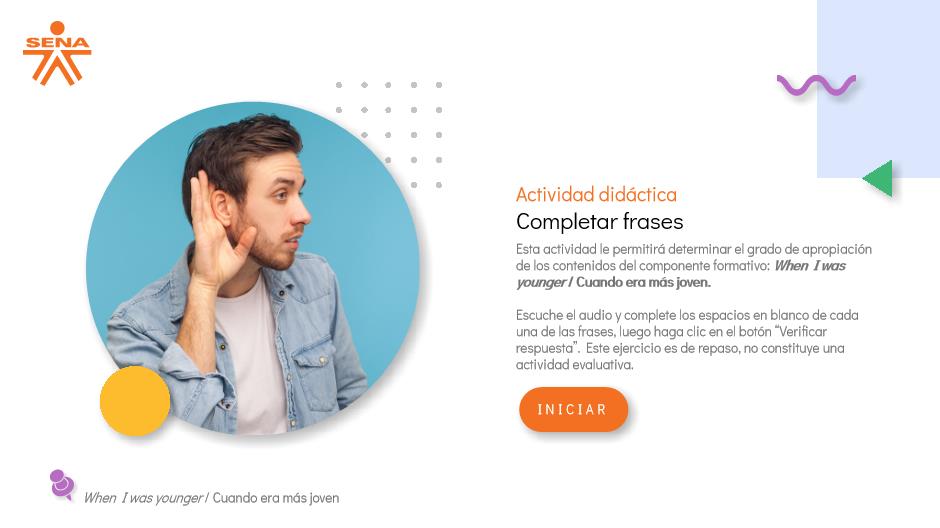 SENA
Actividad didáctica
Completar frases
Esta actividad le permitirá determinar el grado de apropiación
de los contenidos del componente formativo: When I was
younger / Cuando era más joven.
Escuche el audio y complete los espacios en blanco de cada
una de las frases, luego haga clic en el botón “Verificar
respuesta”. Este ejercicio es de repaso, no constituye una
actividad evaluativa.
INICIAR
When I was younger / Cuando era más joven